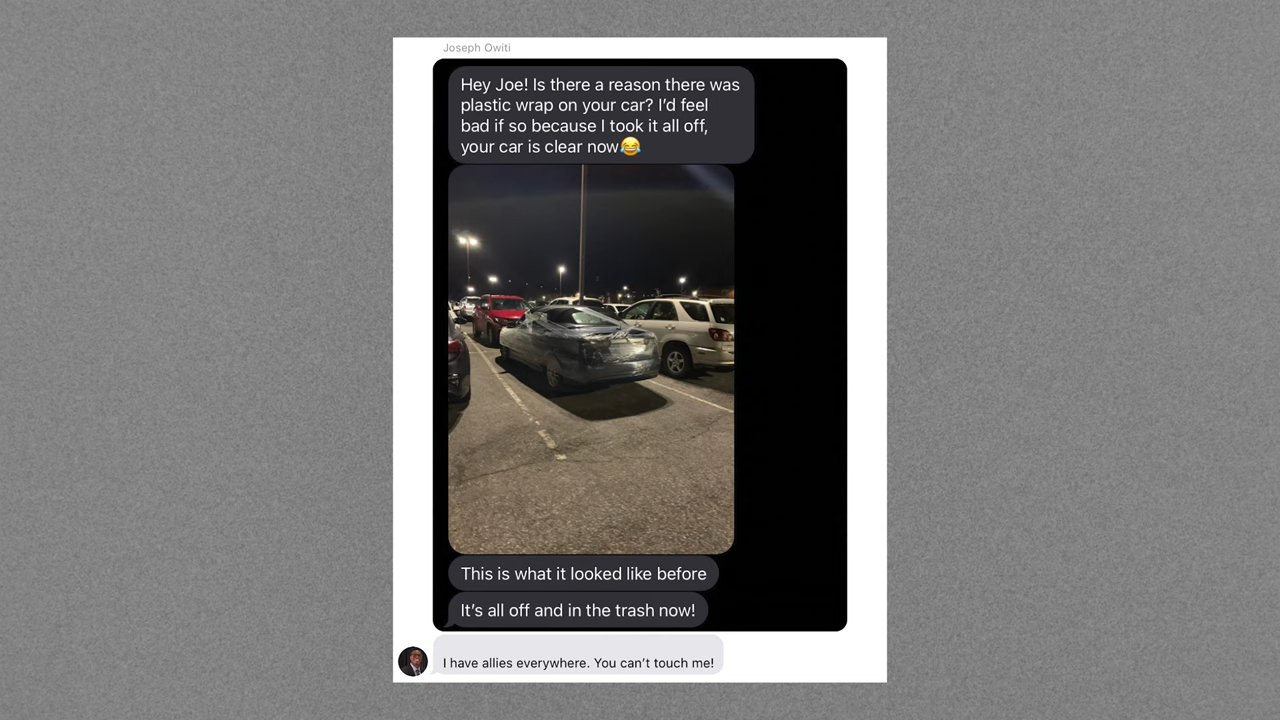 Joseph Owiti
Hey Joe! Is there a reason there was
plastic wrap on your car? I’d feel
bad if so because I took it all off,
your car is clear now😂
This is what it looked like before
It’s all off and in the trash now!
I have allies everywhere. You can’t touch me!